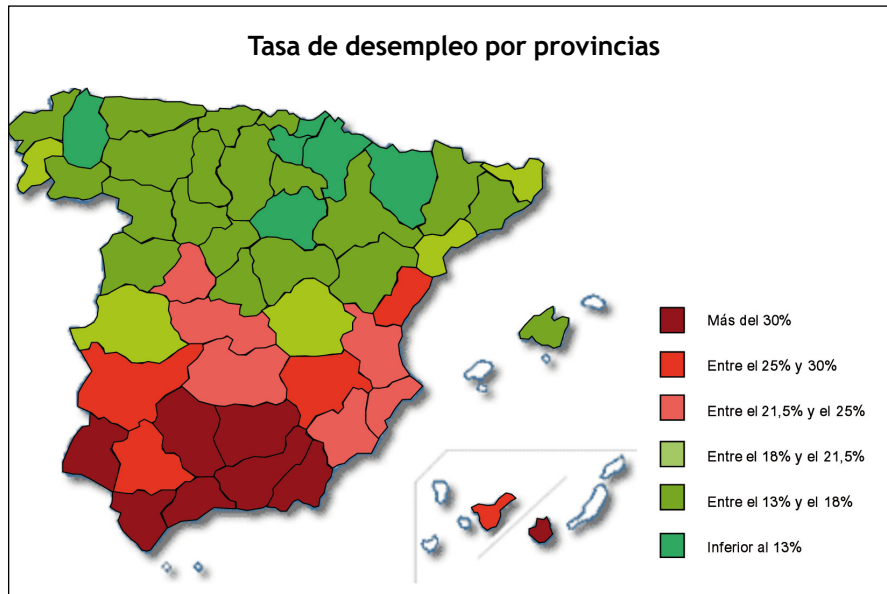 Tasa de desempleo por provincias
Más del 30%
Entre el 25% y 30%
Entre el 21,5% y el 25%
Entre el 18% y el 21,5%
Entre el 13% y el 18%
Inferior al 13%